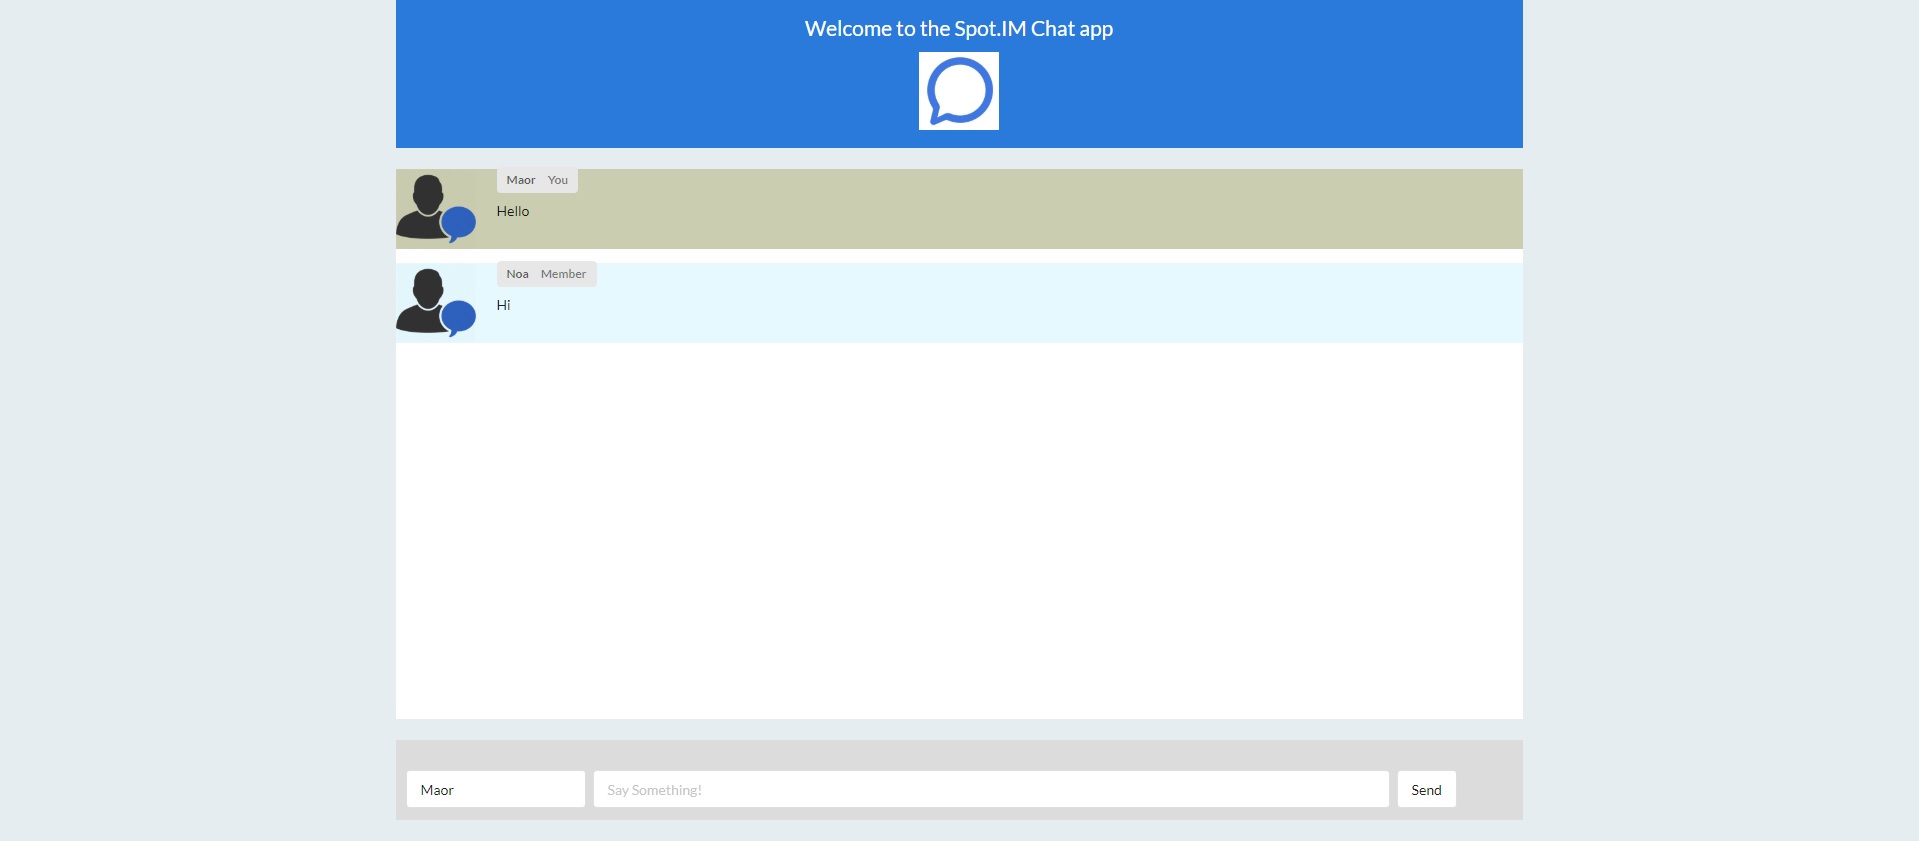 Welcome to the Spot.IM Chat app
Maor You
Hello
Noa Member
Hi
Maor Say Something! Send